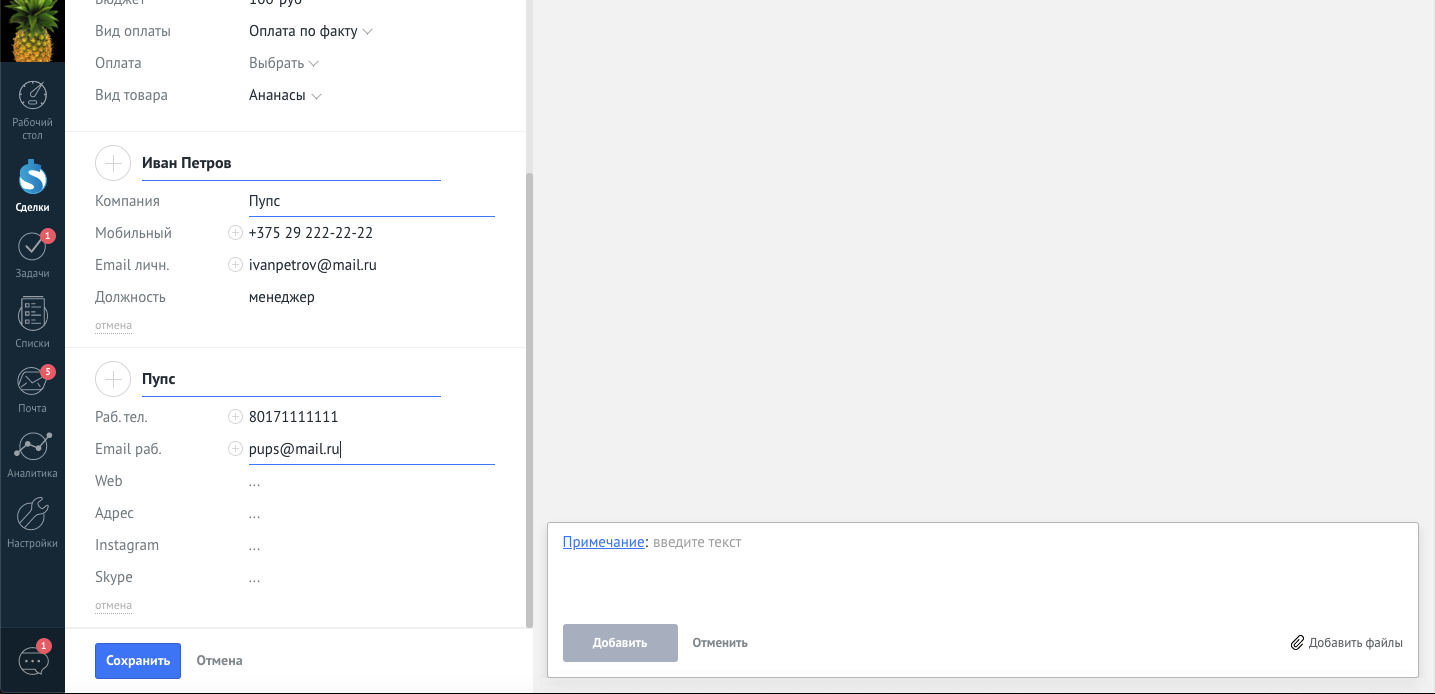 Бюджет 100 руб
Вид оплаты Оплата по факту
Оплата Выбрать
Вид товара Ананасы
Рабочий
стол
Сделки
1
Задачи
Списки
5
Почта
Аналитика
Настройки
1
Иван Петров
Компания Пупс
Мобильный +375 29 222-22-22
Email личн. ivanpetrov@mail.ru
Должность менеджер
отмена
Пупс
Раб. тел. 80171111111
Email раб. pups@mail.ru
Web ...
Адрес ...
Instagram ...
Skype ...
отмена
Сохранить Отмена
Примечание: введите текст
Добавить Отменить Добавить файлы